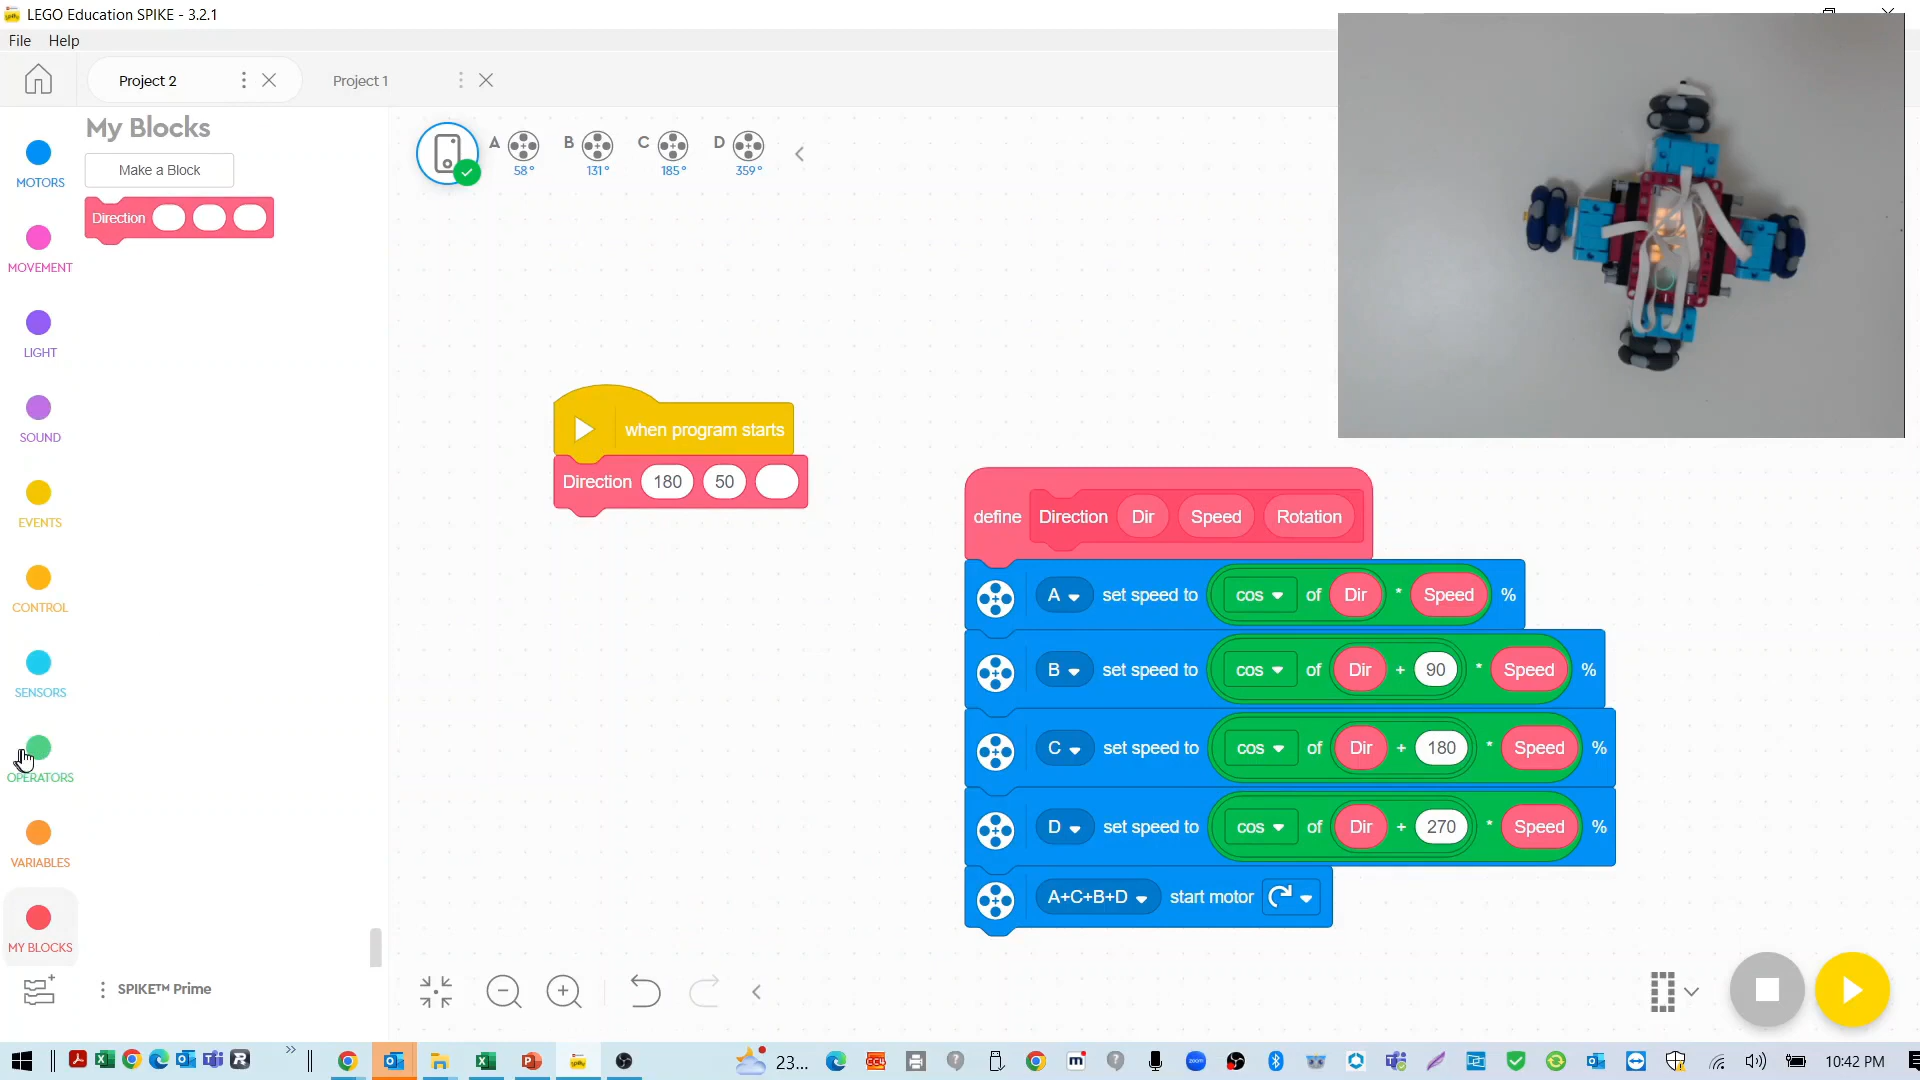 LEGO Education SPIKE - 3.2.1
File Help
Project 2
Project 1
My Blocks
Make a Block
Direction
MOTORS
MOVEMENT
LIGHT
SOUND
EVENTS
CONTROL
SENSORS
OPERATORS
VARIABLES
MY BLOCKS
SPIKE™ Prime
A B C D
58° 131° 185° 359°
when program starts
Direction 180 50
define Direction Dir Speed Rotation
A set speed to cos of Dir * Speed %
B set speed to cos of Dir + 90 * Speed %
C set speed to cos of Dir + 180 * Speed %
D set speed to cos of Dir + 270 * Speed %
A+C+B+D start motor
23...
10:42 PM